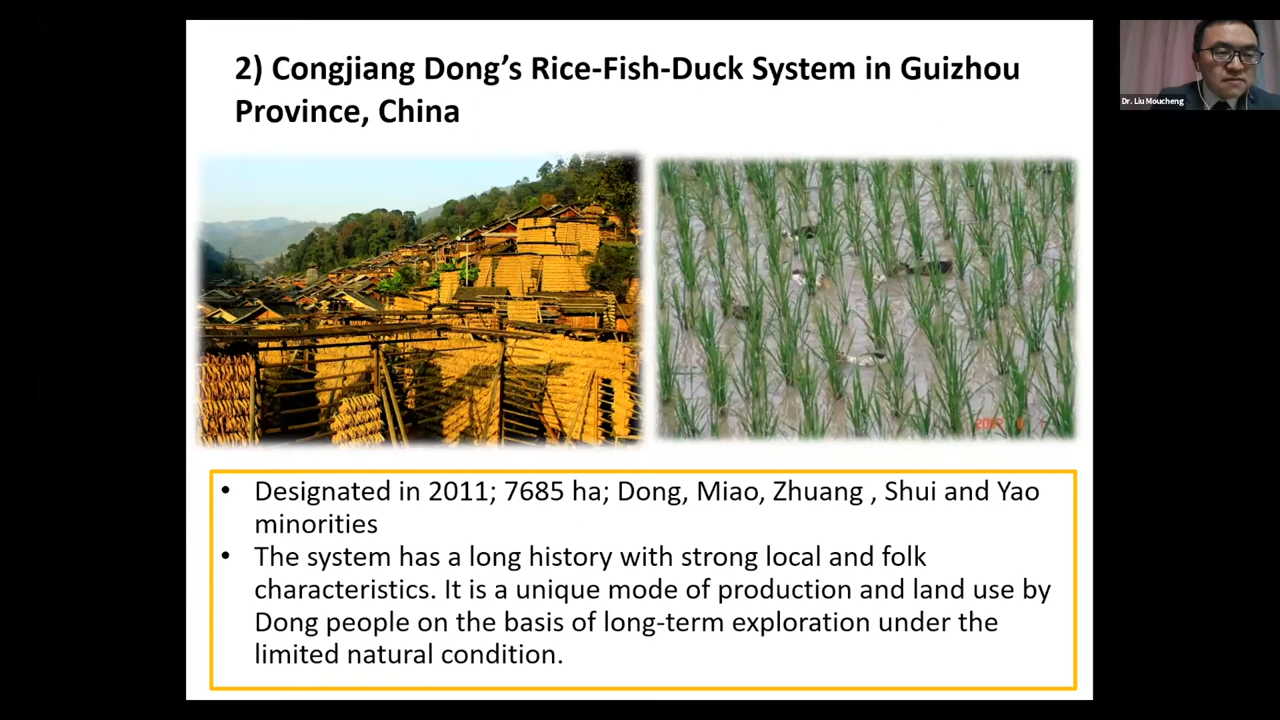 2) Congjiang Dong's Rice-Fish-Duck System in Guizhou
Province, China
Dr. Liu Moucheng
• Designated in 2011; 7685 ha; Dong, Miao, Zhuang , Shui and Yao
minorities
• The system has a long history with strong local and folk
characteristics. It is a unique mode of production and land use by
Dong people on the basis of long-term exploration under the
limited natural condition.